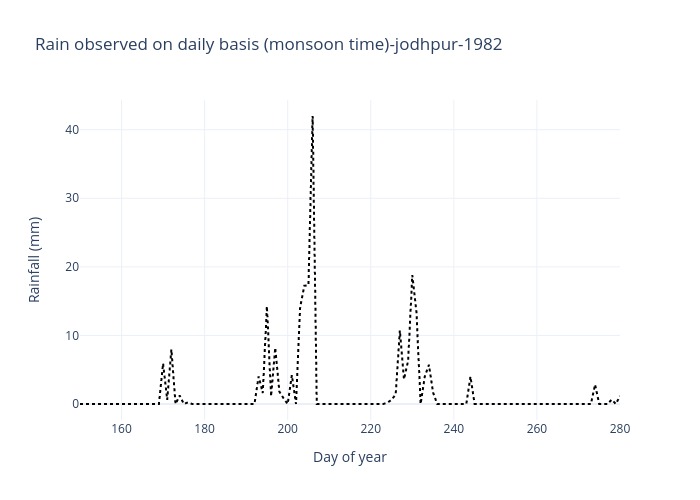 Rain observed on daily basis (monsoon time)-jodhpur-1982
40
30
20
10
0
Rainfall (mm)
160 180 200 220 240 260 280
Day of year